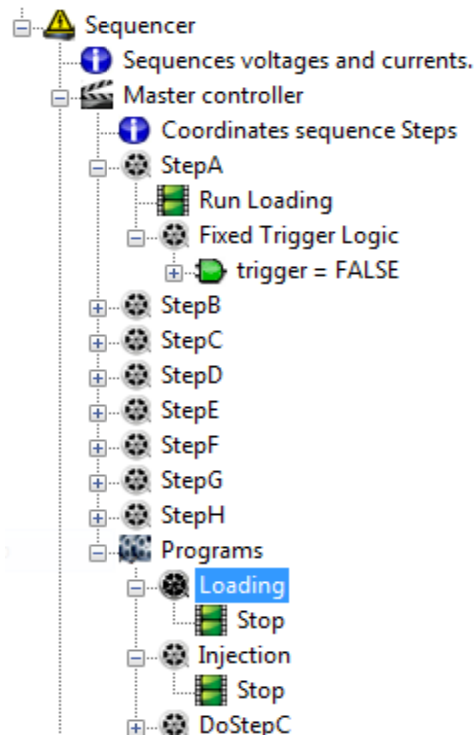 Sequencer
Sequences voltages and currents.
Master controller
Coordinates sequence Steps
StepA
Run Loading
Fixed Trigger Logic
trigger = FALSE
StepB
StepC
StepD
StepE
StepF
StepG
StepH
Programs
Loading
Stop
Injection
Stop
DoStepC